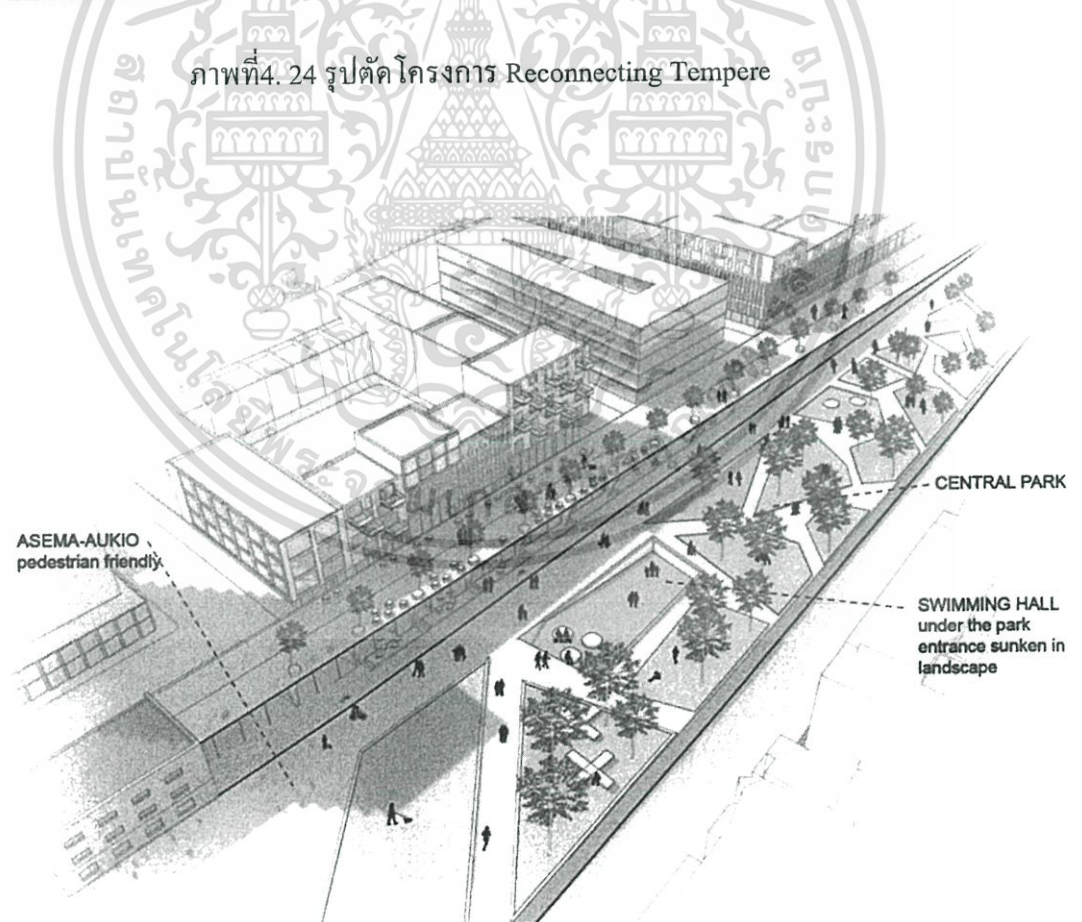 ภาพที่4. 24 รูปตัดโครงการ Reconnecting Tempere
ASEMA-AUKIO
pedestrian friendly
CENTRAL PARK
SWIMMING HALL
under the park
entrance sunken in
landscape